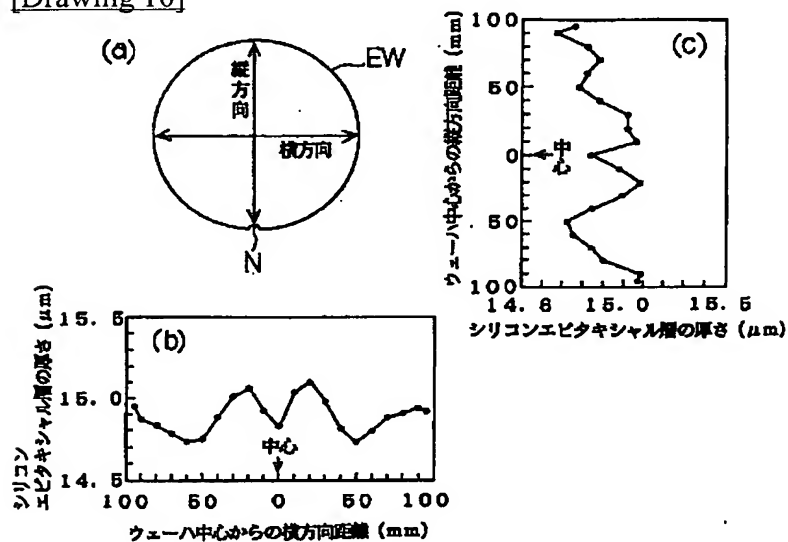 [Drawing 10]
(a)
EW
縦方向
横方向
N
(b)
シリコン
エピタキシャル層の厚さ (μm)
15. 5
15. 0
14. 5
中心
100 50 0 50 100
ウェーハ中心からの横方向距離 (mm)
(c)
ウェーハ中心からの縦方向距離 (mm)
100
50
0
50
100
中心
14. 6 15. 0 15. 5
シリコンエピタキシャル層の厚さ (μm)